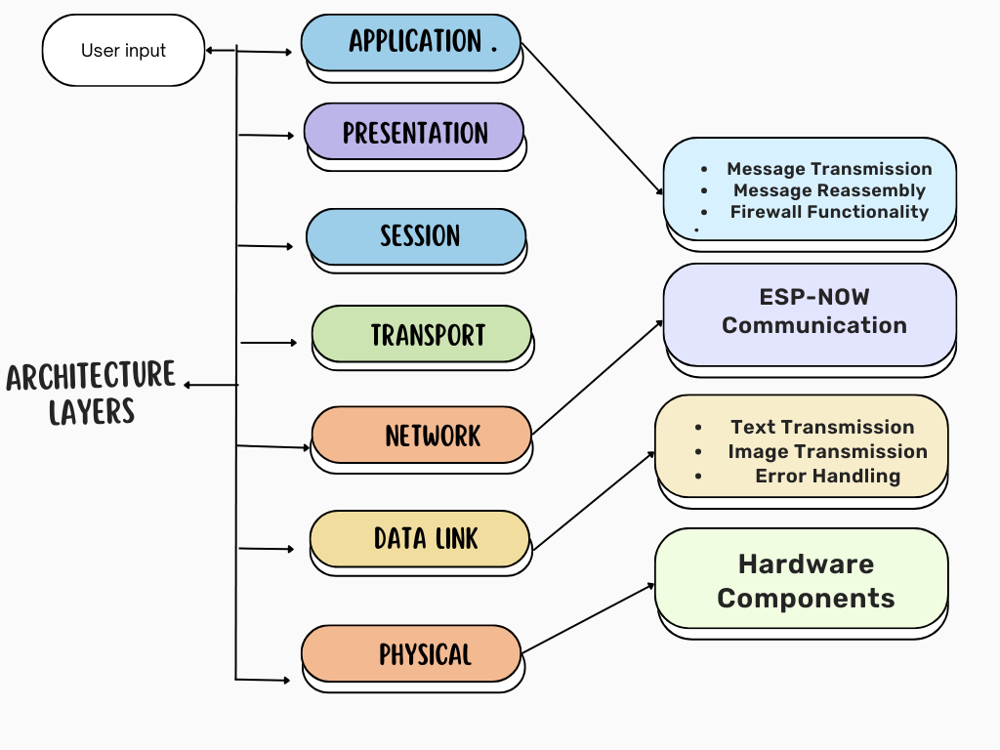 User input
APPLICATION .
PRESENTATION
SESSION
TRANSPORT
NETWORK
DATA LINK
PHYSICAL
ARCHITECTURE
LAYERS
• Message Transmission
• Message Reassembly
• Firewall Functionality
•
ESP-NOW
Communication
• Text Transmission
• Image Transmission
• Error Handling
Hardware
Components